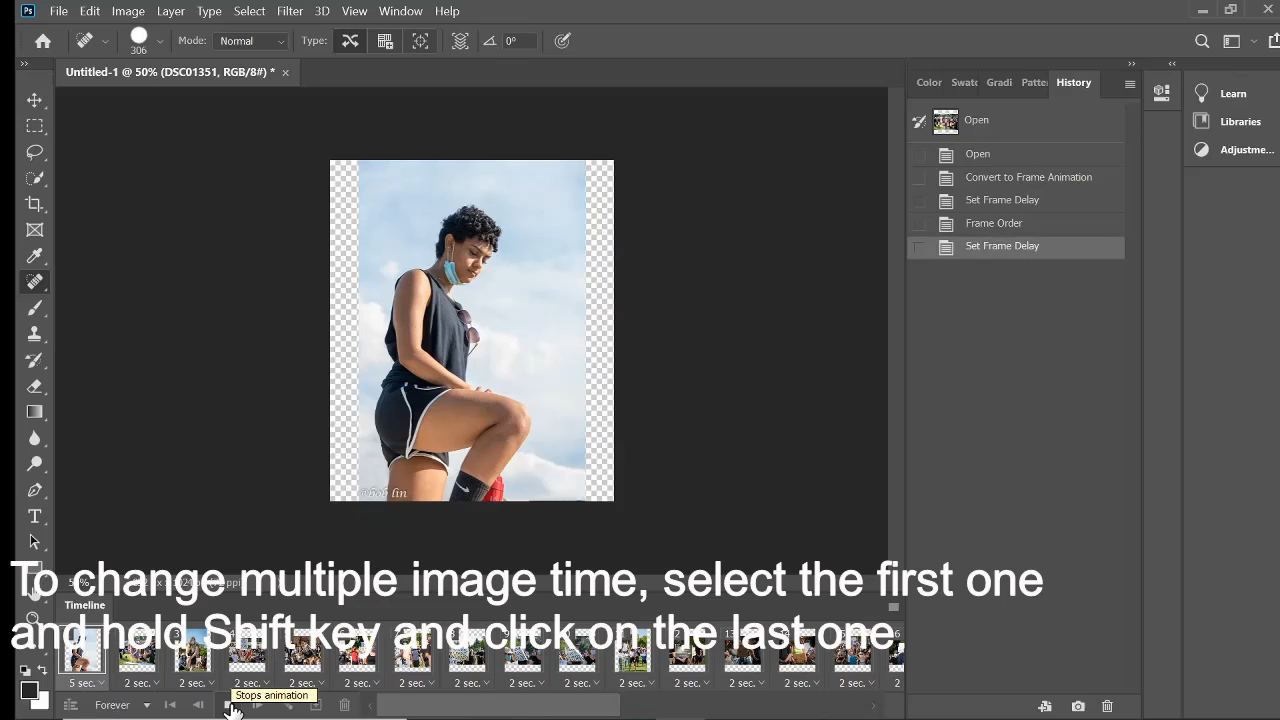 Ps File Edit Image Layer Type Select Filter 3D View Window Help
306 Mode: Normal Type: 0°
Untitled-1 @ 50% (DSC01351, RGB/8#) * ×
Color Swatc Gradi Patte History
Learn
Libraries
Adjustme...
Open
Open
Convert to Frame Animation
Set Frame Delay
Frame Order
Set Frame Delay
©bob lin
To change multiple image time, select the first one
and hold Shift key and click on the last one.
Timeline
5 sec. 2 sec. 2 sec. 2 sec. 2 sec. 2 sec. 2 sec. 2 sec. 2 sec. 2 sec. 2 sec. 2 sec. 2 sec. 2 sec. 2 sec. 2
Stops animation
Forever